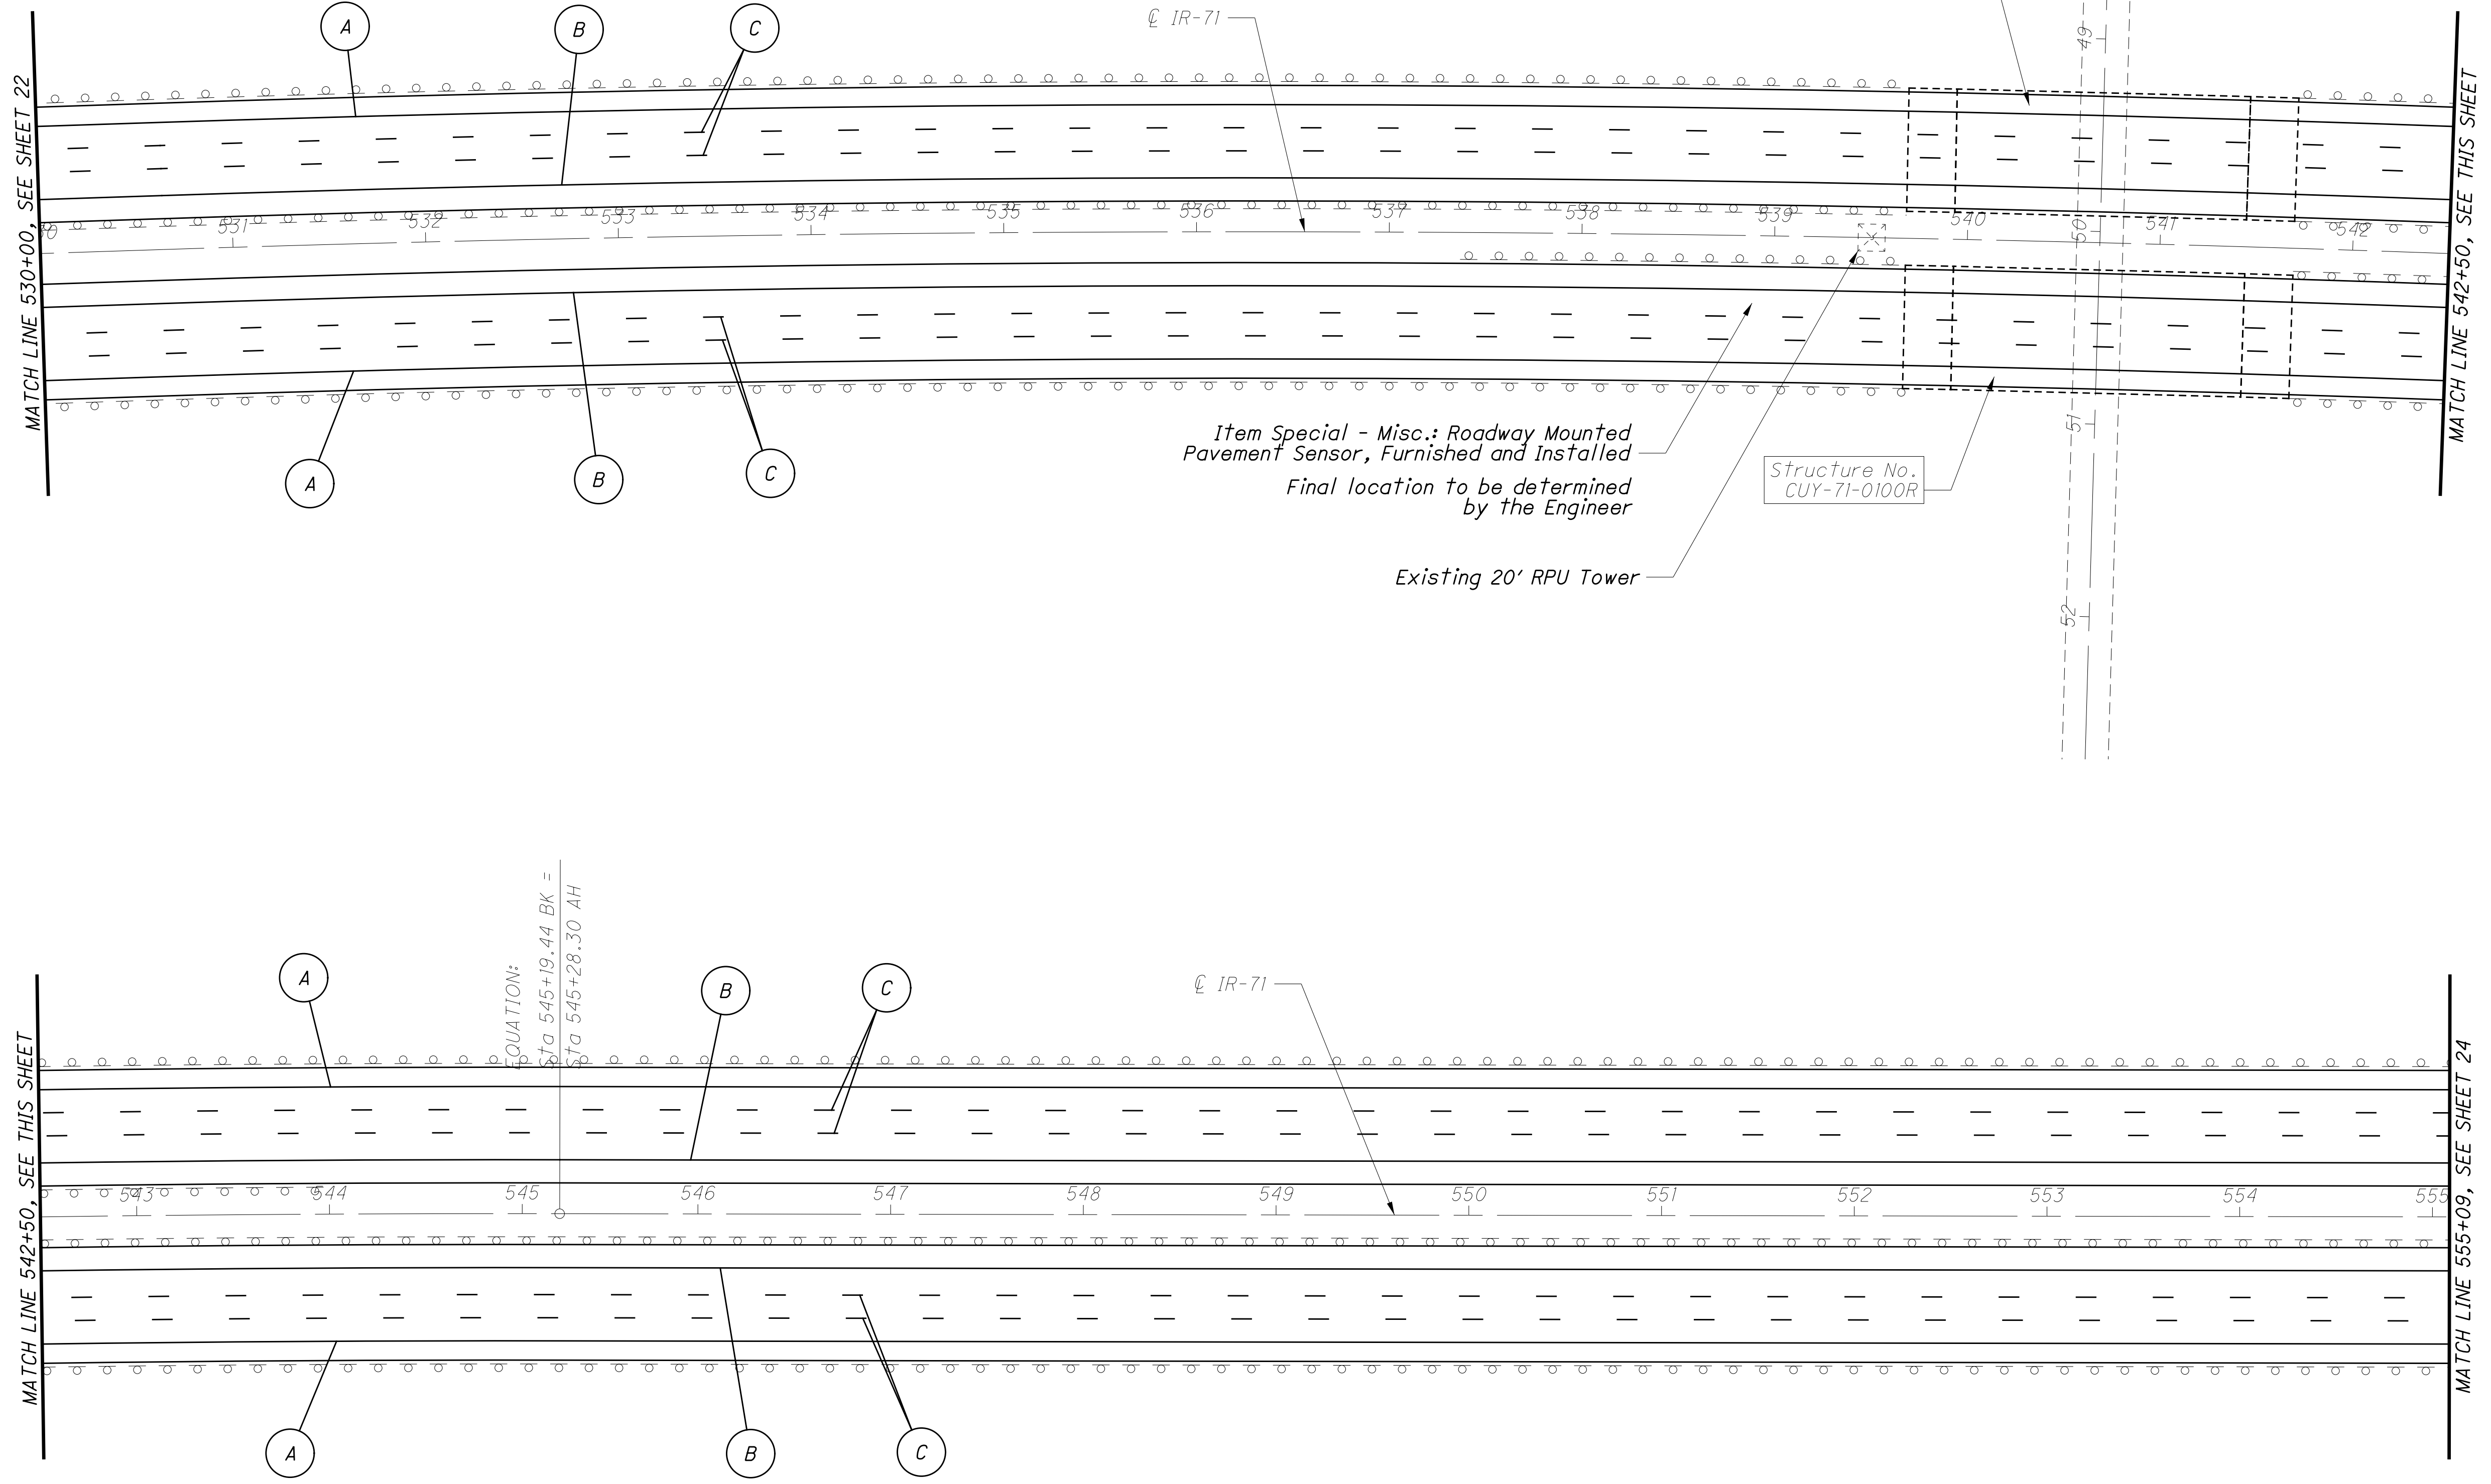 A
B
C
℄ IR-71
49
MATCH LINE 530+00, SEE SHEET 22
531
532
533
534
535
536
537
538
539
540
541
542
50
MATCH LINE 542+50, SEE THIS SHEET
51
52
Item Special - Misc.: Roadway Mounted
Pavement Sensor, Furnished and Installed
Final location to be determined
by the Engineer
Structure No.
CUY-71-0100R
Existing 20' RPU Tower
A
B
C
EQUATION:
Sta 545+19.44 BK =
Sta 545+28.30 AH
A
B
C
℄ IR-71
MATCH LINE 542+50, SEE THIS SHEET
543
544
545
546
547
548
549
550
551
552
553
554
555
MATCH LINE 555+09, SEE SHEET 24
A
B
C